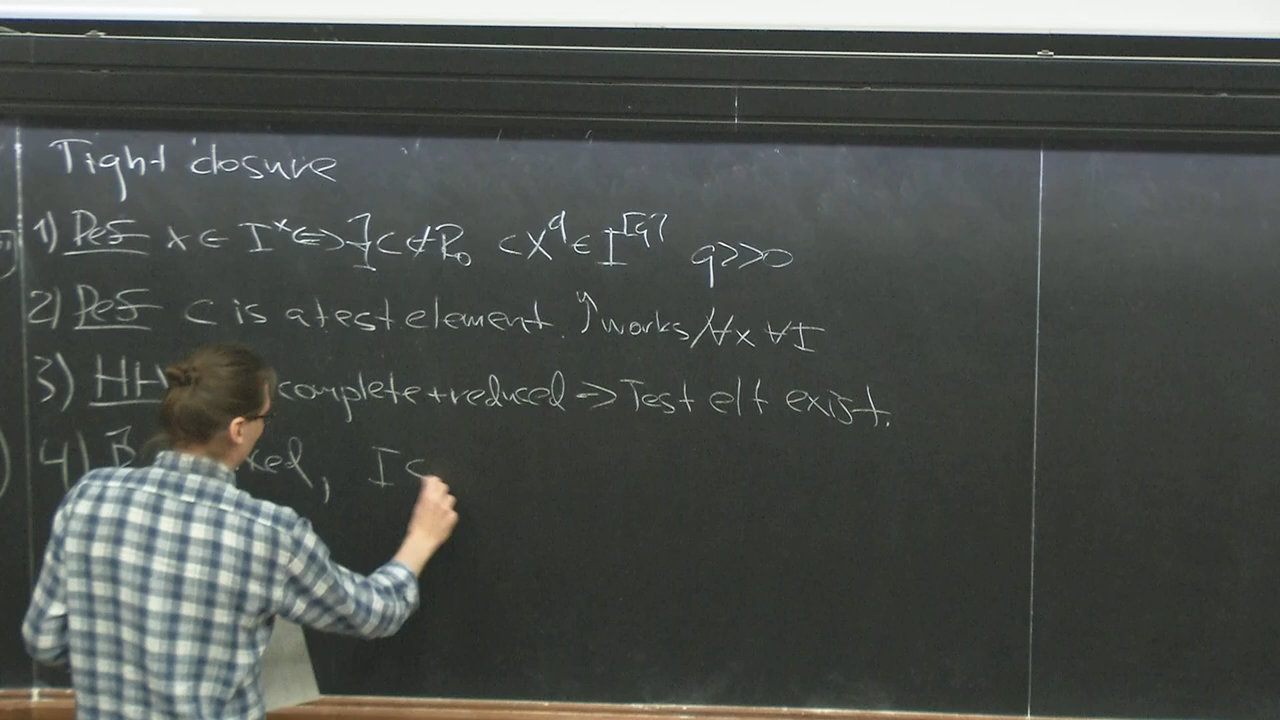 Tight closure
1) Def x ∈ I* ⇔ ∃ c ∉ P₀ cx^q ∈ I^[q] q>>0
2) Def c is a test element. ↑ works ∀x ∀I
3) HH complete+reduced => Test elt exist.
4) I